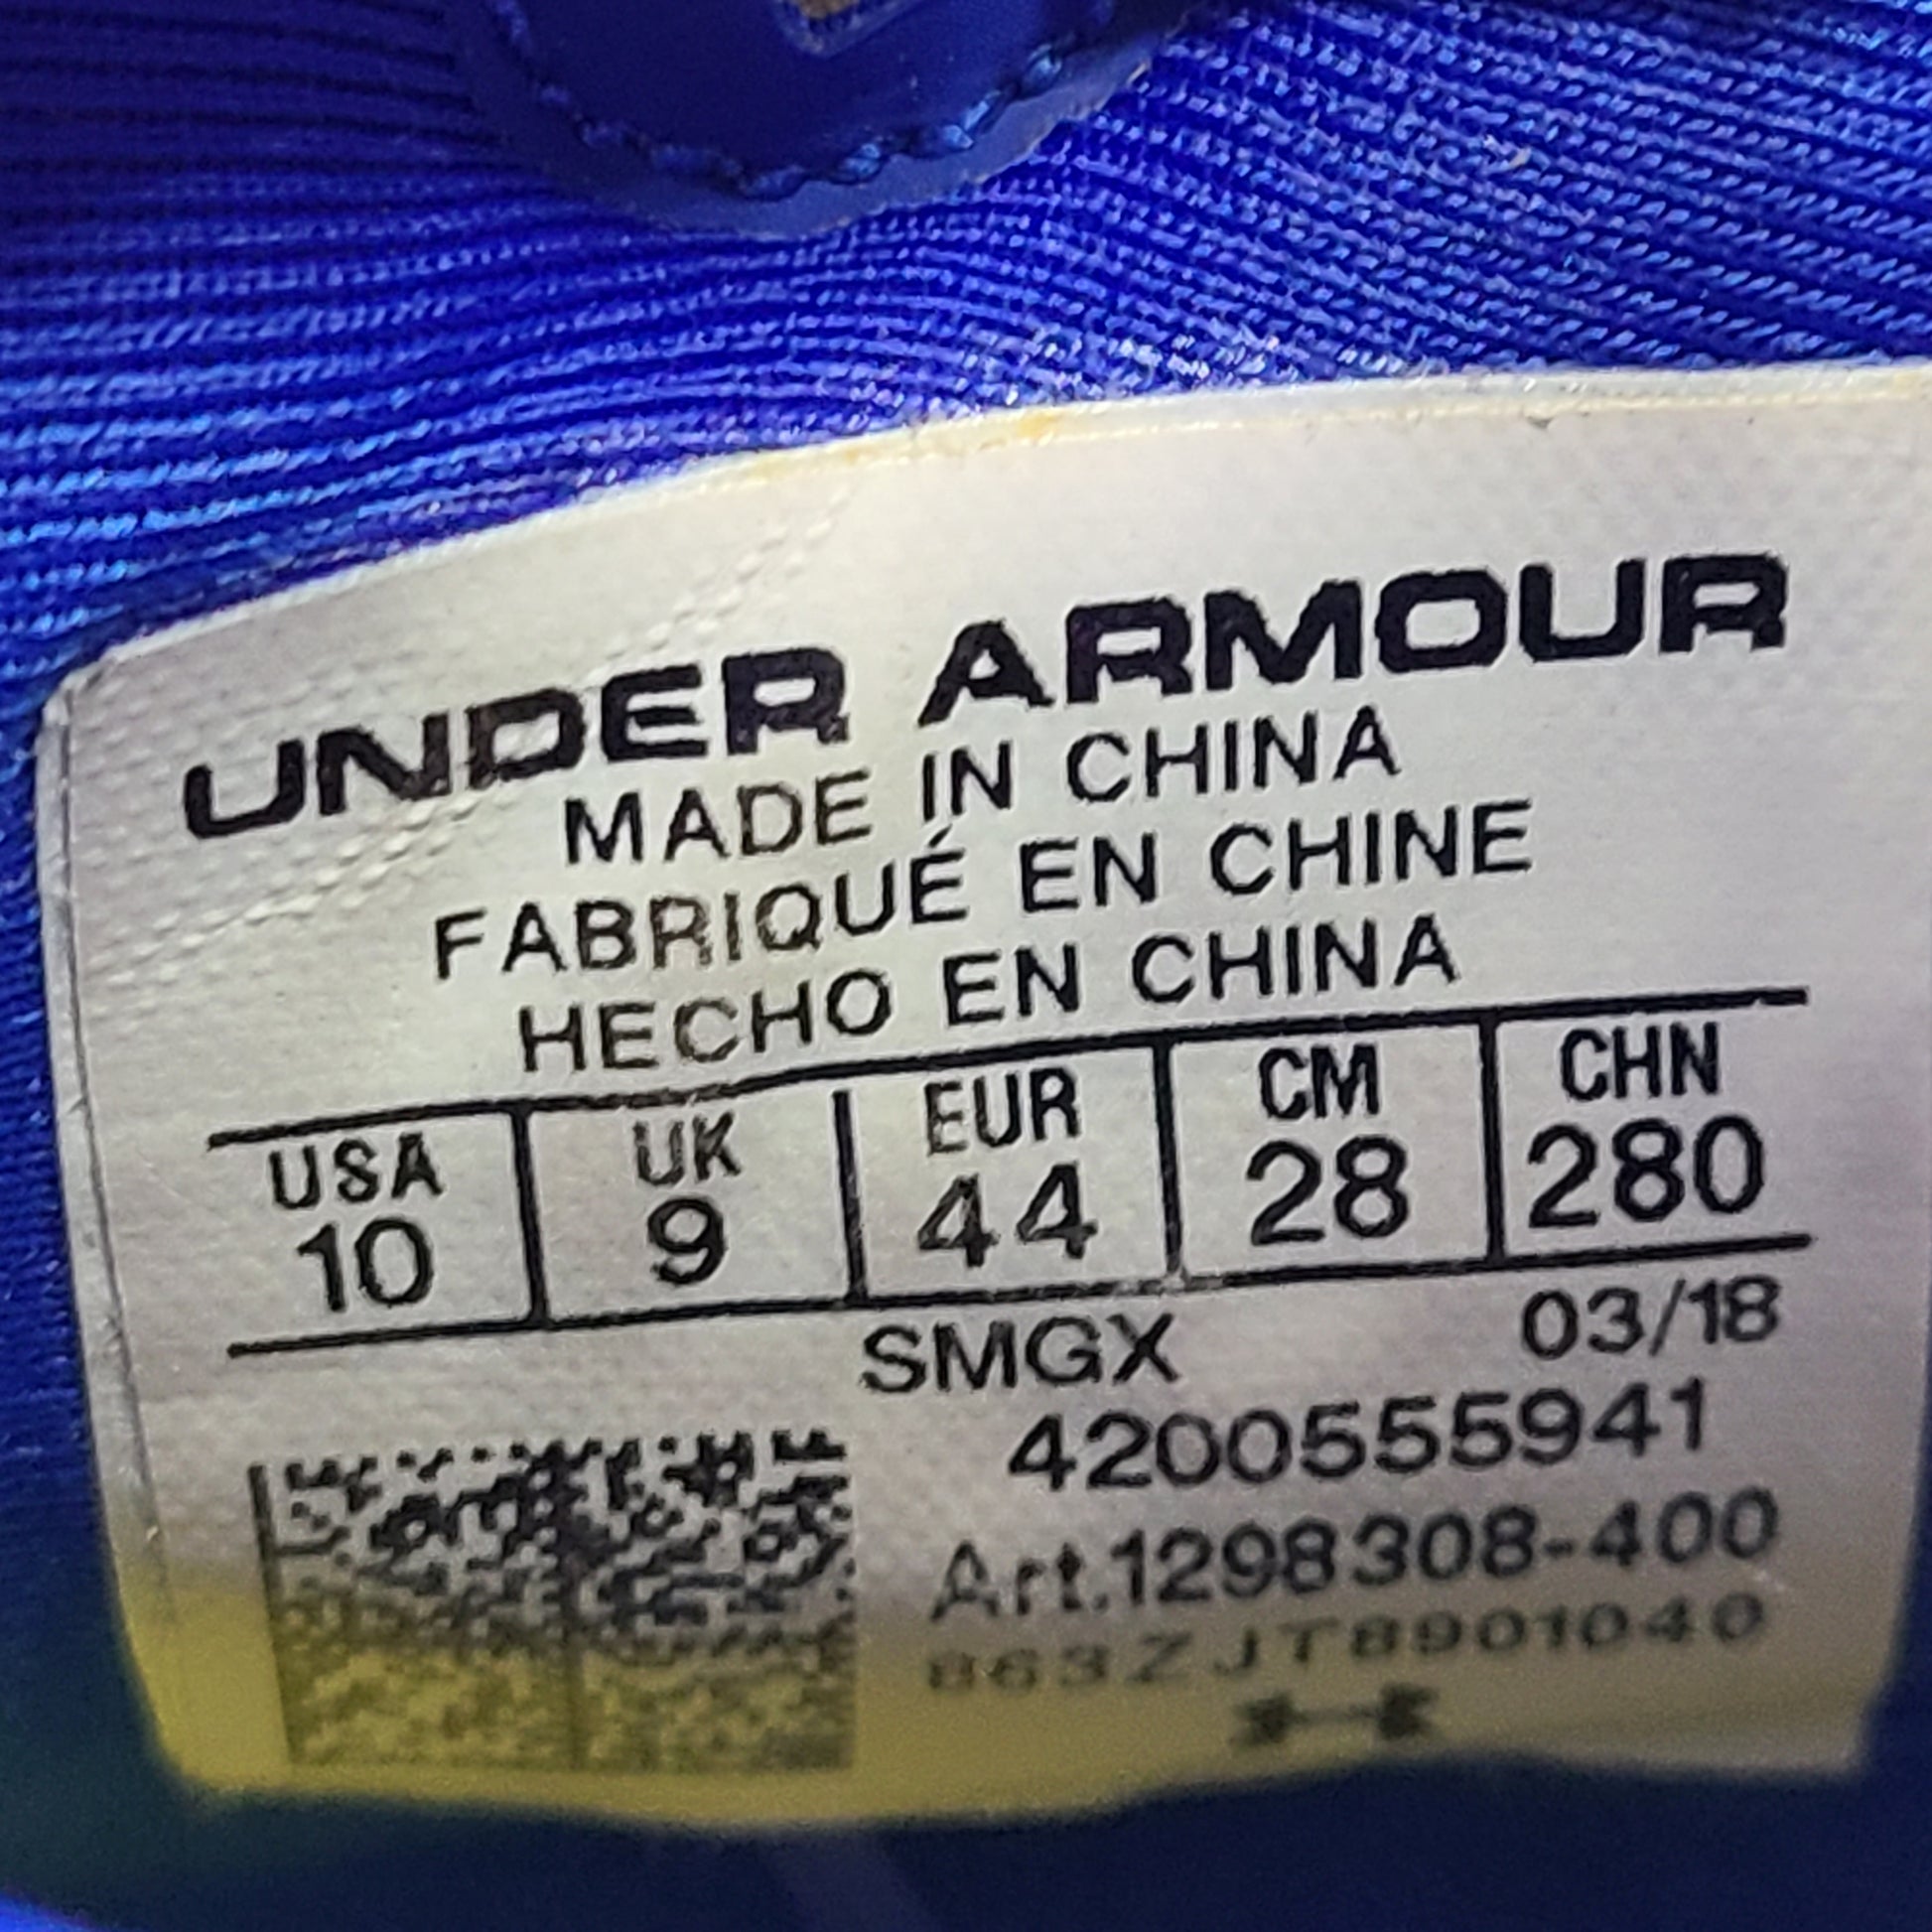 UNDER ARMOUR
MADE IN CHINA
FABRIQUÉ EN CHINE
HECHO EN CHINA
USA UK EUR CM CHN
10 9 44 28 280
SMGX 03/18
4200555941
Art.1298308-400
863ZJT8901040